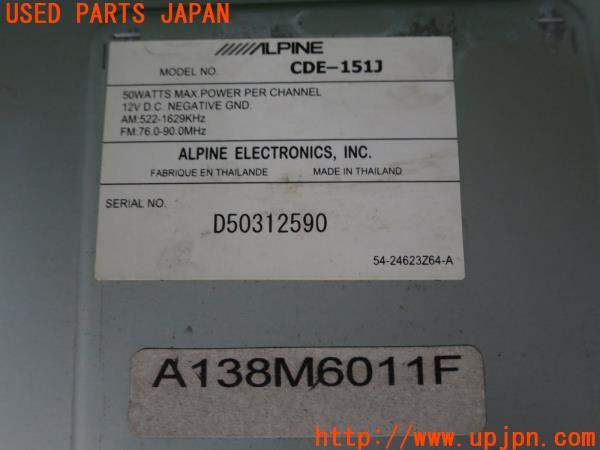 USED PARTS JAPAN
ALPINE
MODEL NO. CDE-151J
50WATTS MAX.POWER PER CHANNEL
12V D.C. NEGATIVE GND.
AM:522-1629KHz
FM:76.0-90.0MHz
ALPINE ELECTRONICS, INC.
FABRIQUE EN THAILANDE MADE IN THAILAND
SERIAL NO.
D50312590
54-24623Z64-A
A138M6011F
UPJ
http://www.upjpn.com/